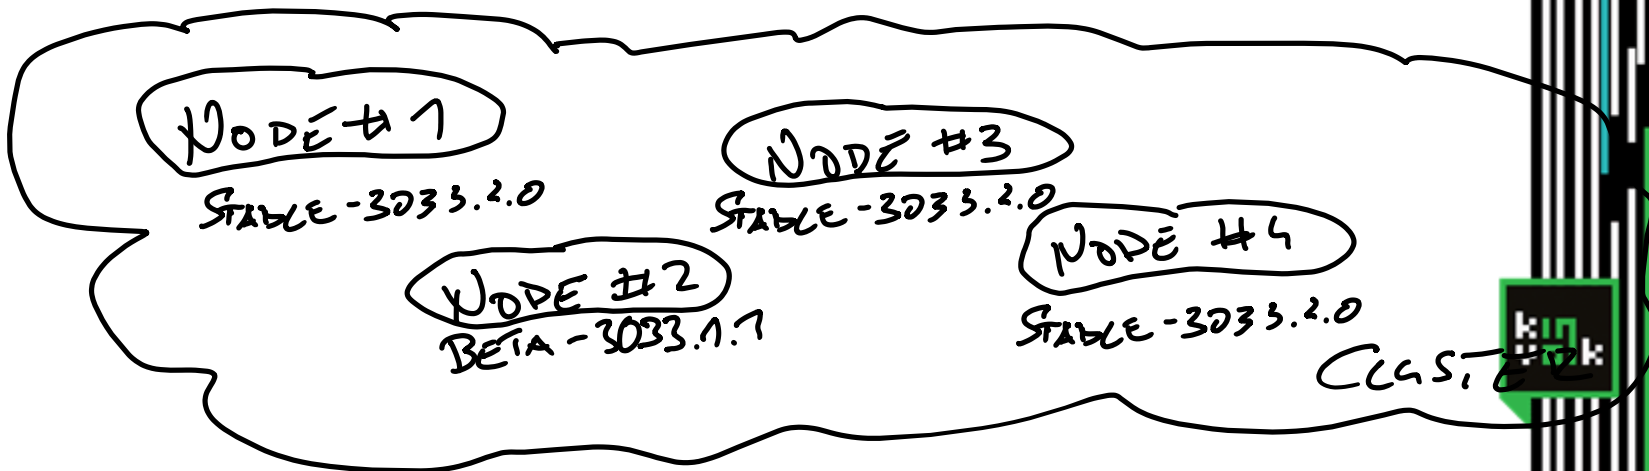 NODE #1
STABLE-3033.2.0
NODE #3
STABLE-3033.2.0
NODE #2
BETA-3033.1.1
NODE #4
STABLE-3033.2.0
CLUSTER